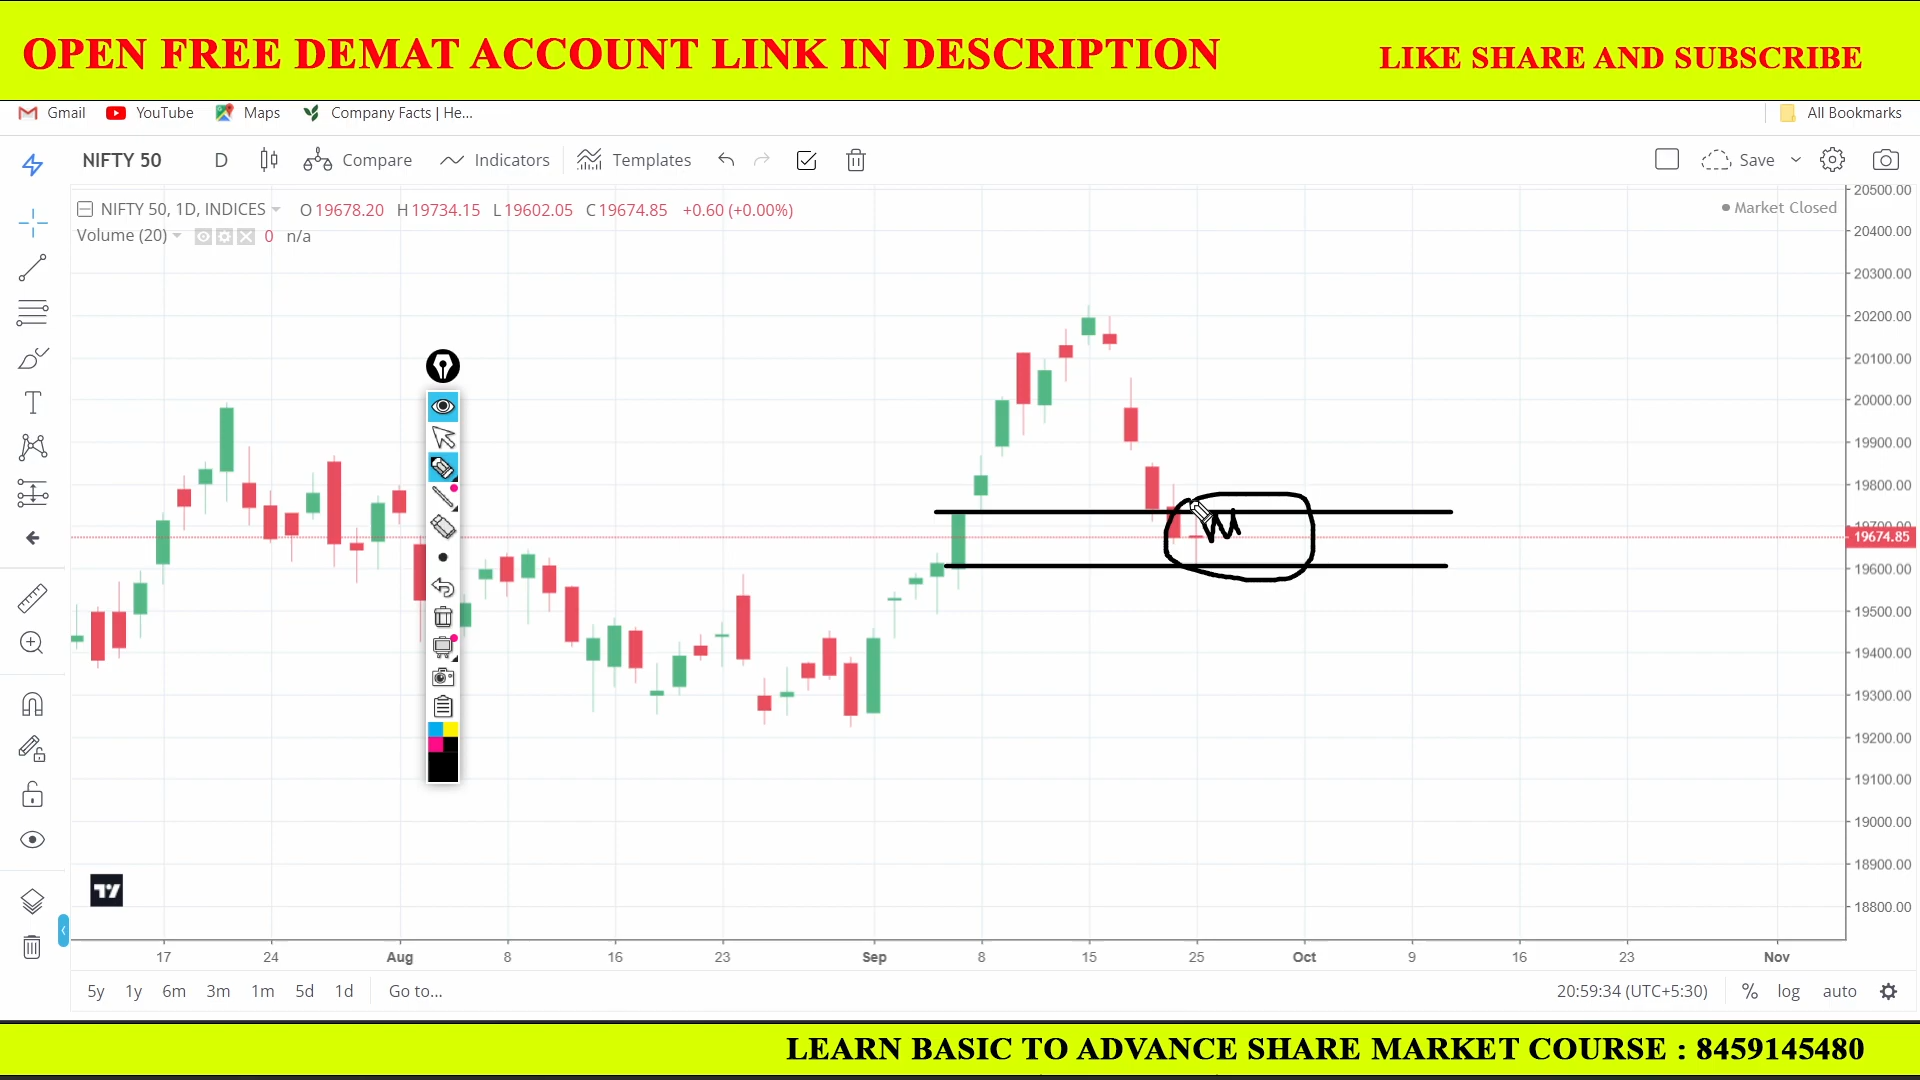 OPEN FREE DEMAT ACCOUNT LINK IN DESCRIPTION LIKE SHARE AND SUBSCRIBE
Gmail YouTube Maps Company Facts | He... All Bookmarks
NIFTY 50 D Compare Indicators Templates Save
NIFTY 50, 1D, INDICES O19678.20 H19734.15 L19602.05 C19674.85 +0.60 (+0.00%) Market Closed
Volume (20) 0 n/a
20500.00
20400.00
20300.00
20200.00
20100.00
20000.00
19900.00
19800.00
19700.00
19674.85
19600.00
19500.00
19400.00
19300.00
19200.00
19100.00
19000.00
18900.00
18800.00
17 24 Aug 8 16 23 Sep 8 15 25 Oct 9 16 23 Nov
5y 1y 6m 3m 1m 5d 1d Go to... 20:59:34 (UTC+5:30) % log auto
LEARN BASIC TO ADVANCE SHARE MARKET COURSE : 8459145480